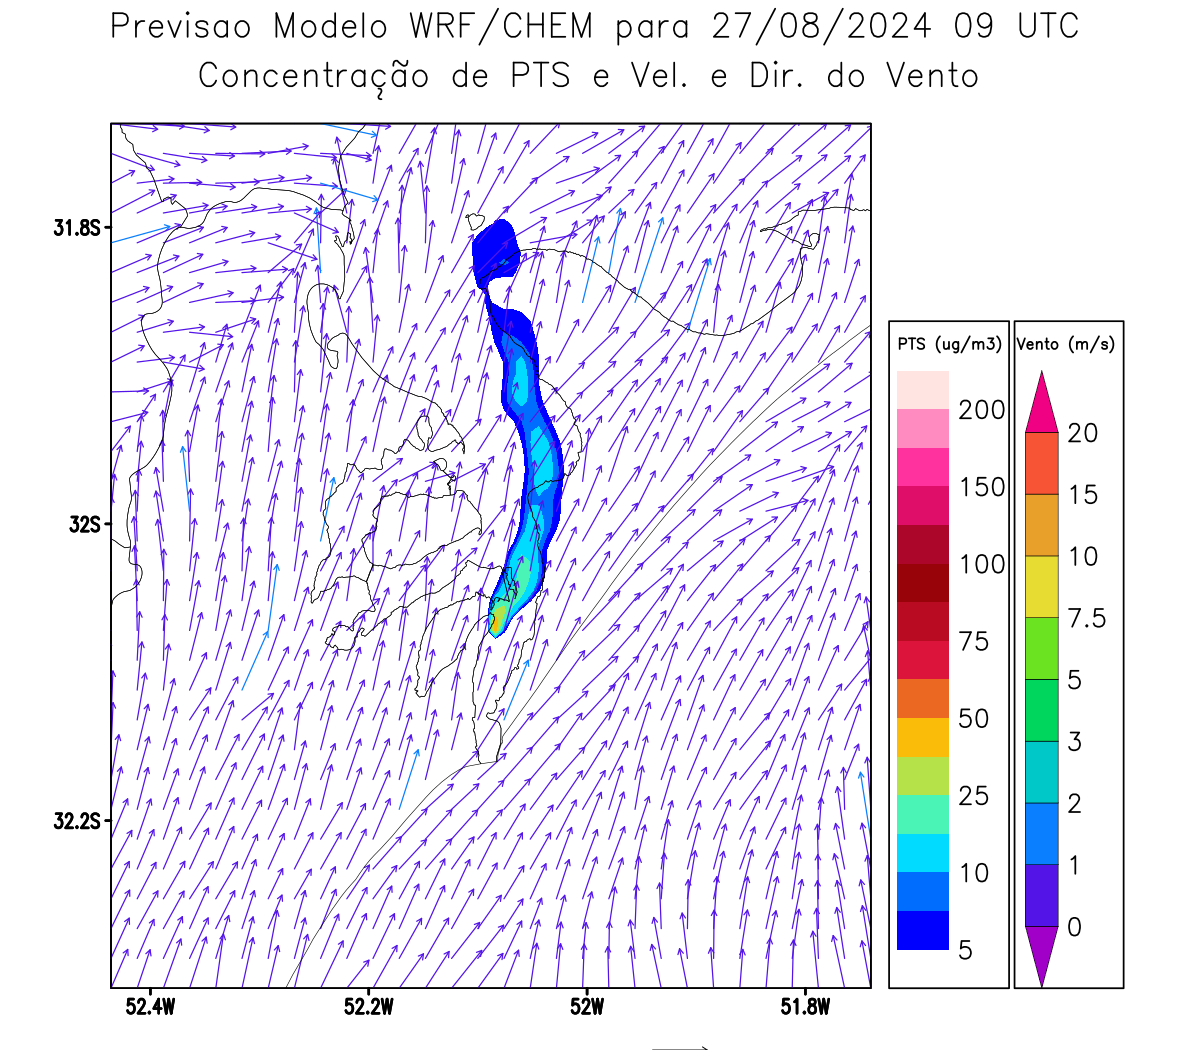 Previsao Modelo WRF/CHEM para 27/08/2024 09 UTC
Concentração de PTS e Vel. e Dir. do Vento
31.8S
32S
32.2S
52.4W
52.2W
52W
51.8W
PTS (ug/m3)
200
150
100
75
50
25
10
5
Vento (m/s)
20
15
10
7.5
5
3
2
1
0